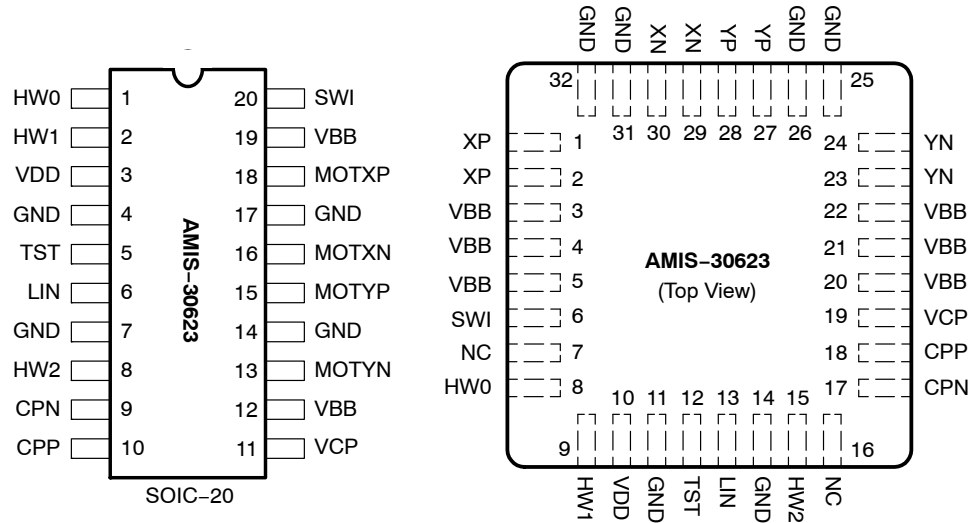 HW0 1 20 SWI
HW1 2 19 VBB
VDD 3 18 MOTXP
GND 4 17 GND
TST 5 16 MOTXN
LIN 6 15 MOTYP
GND 7 14 GND
HW2 8 13 MOTYN
CPN 9 12 VBB
CPP 10 11 VCP
AMIS−30623
SOIC−20
GND GND XN XN YP YP GND GND
32 25
31 30 29 28 27 26
XP 1 24 YN
XP 2 23 YN
VBB 3 22 VBB
VBB 4 21 VBB
VBB 5 20 VBB
SWI 6 19 VCP
NC 7 18 CPP
HW0 8 17 CPN
AMIS−30623
(Top View)
10 11 12 13 14 15
9 16
HW1 VDD GND TST LIN GND HW2 NC